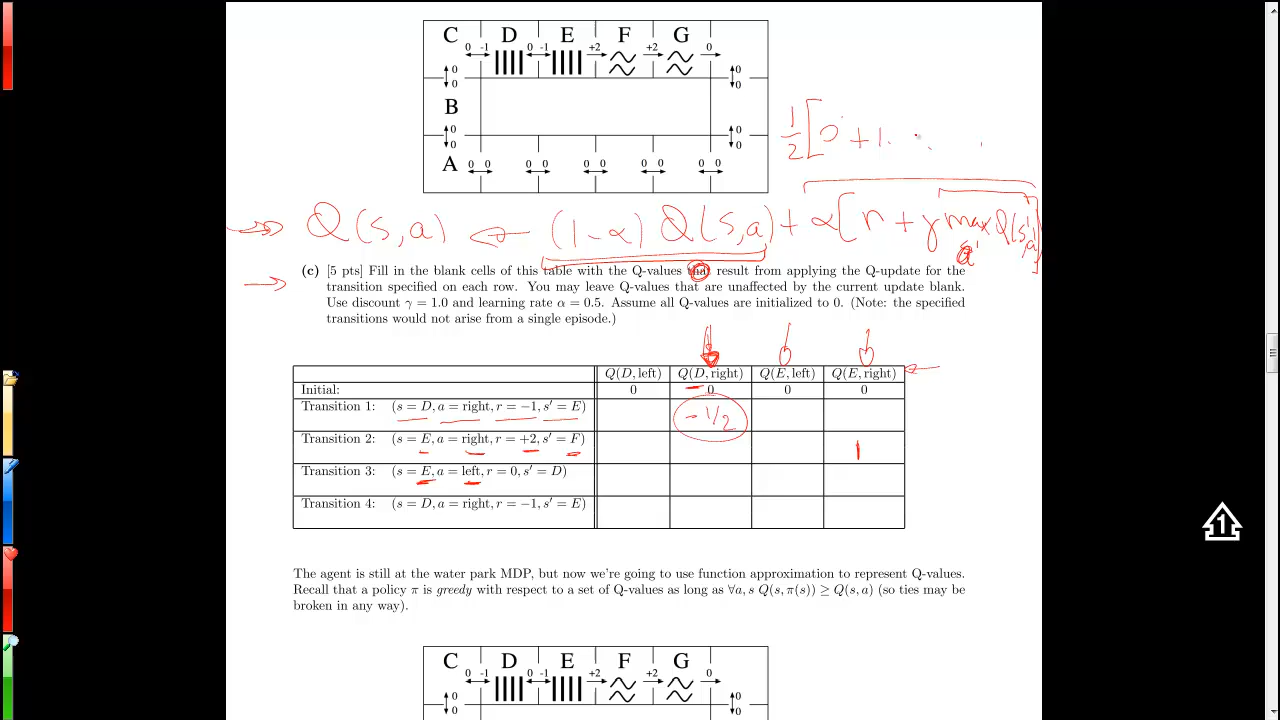 C D E F G
0 -1 0 -1 +2 +2 0
0 0
0 0
B
0 0
0 0
A 0 0 0 0 0 0 0 0 0 0
1/2 [ 0 + 1 .
Q(s,a) ← (1-α) Q(s,a) + α[r + γ max Q(s',a')]
a'
(c) [5 pts] Fill in the blank cells of this table with the Q-values that result from applying the Q-update for the
transition specified on each row. You may leave Q-values that are unaffected by the current update blank.
Use discount γ = 1.0 and learning rate α = 0.5. Assume all Q-values are initialized to 0. (Note: the specified
transitions would not arise from a single episode.)
Q(D, left) Q(D, right) Q(E, left) Q(E, right)
Initial: 0 0 0 0
Transition 1: (s = D, a = right, r = −1, s′ = E) - 1/2
Transition 2: (s = E, a = right, r = +2, s′ = F) 1
Transition 3: (s = E, a = left, r = 0, s′ = D)
Transition 4: (s = D, a = right, r = −1, s′ = E)
The agent is still at the water park MDP, but now we're going to use function approximation to represent Q-values.
Recall that a policy π is greedy with respect to a set of Q-values as long as ∀a, s Q(s, π(s)) ≥ Q(s, a) (so ties may be
broken in any way).
C D E F G
0 -1 0 -1 +2 +2 0
0 0
0 0
1